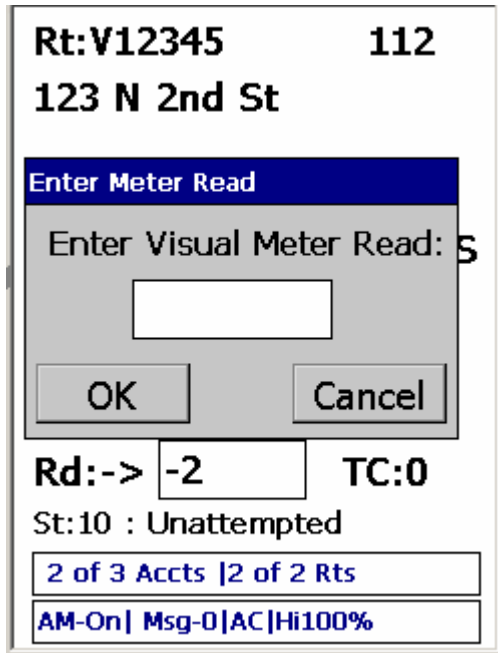 Rt:V12345 112
123 N 2nd St
Enter Meter Read
Enter Visual Meter Read:
OK Cancel
Rd:-> -2 TC:0
St:10 : Unattempted
2 of 3 Accts |2 of 2 Rts
AM-On| Msg-0|AC|Hi100%